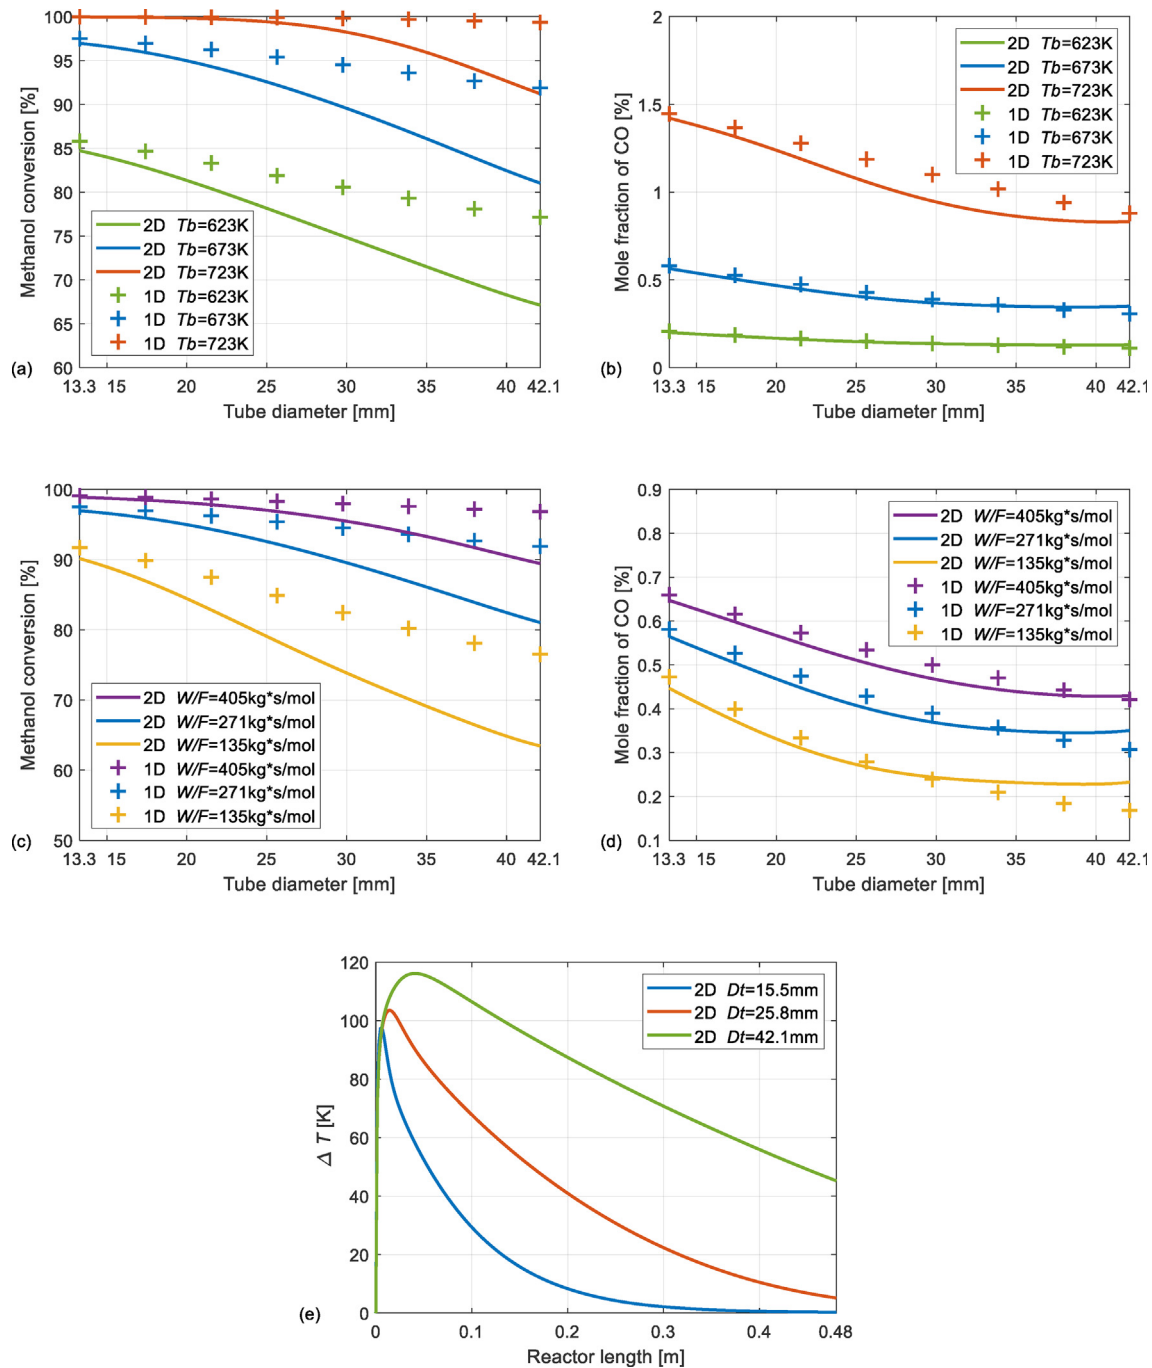 100
95
90
85
80
75
70
65
60
Methanol conversion [%]
2D Tb=623K
2D Tb=673K
2D Tb=723K
1D Tb=623K
1D Tb=673K
1D Tb=723K
(a)
13.3 15 20 25 30 35 40 42.1
Tube diameter [mm]
2
1.5
1
0.5
0
Mole fraction of CO [%]
2D Tb=623K
2D Tb=673K
2D Tb=723K
1D Tb=623K
1D Tb=673K
1D Tb=723K
(b)
13.3 15 20 25 30 35 40 42.1
Tube diameter [mm]
100
90
80
70
60
50
Methanol conversion [%]
2D W/F=405kg*s/mol
2D W/F=271kg*s/mol
2D W/F=135kg*s/mol
1D W/F=405kg*s/mol
1D W/F=271kg*s/mol
1D W/F=135kg*s/mol
(c)
13.3 15 20 25 30 35 40 42.1
Tube diameter [mm]
0.9
0.8
0.7
0.6
0.5
0.4
0.3
0.2
0.1
Mole fraction of CO [%]
2D W/F=405kg*s/mol
2D W/F=271kg*s/mol
2D W/F=135kg*s/mol
1D W/F=405kg*s/mol
1D W/F=271kg*s/mol
1D W/F=135kg*s/mol
(d)
13.3 15 20 25 30 35 40 42.1
Tube diameter [mm]
120
100
80
60
40
20
0
Δ T [K]
2D Dt=15.5mm
2D Dt=25.8mm
2D Dt=42.1mm
(e)
0 0.1 0.2 0.3 0.4 0.48
Reactor length [m]